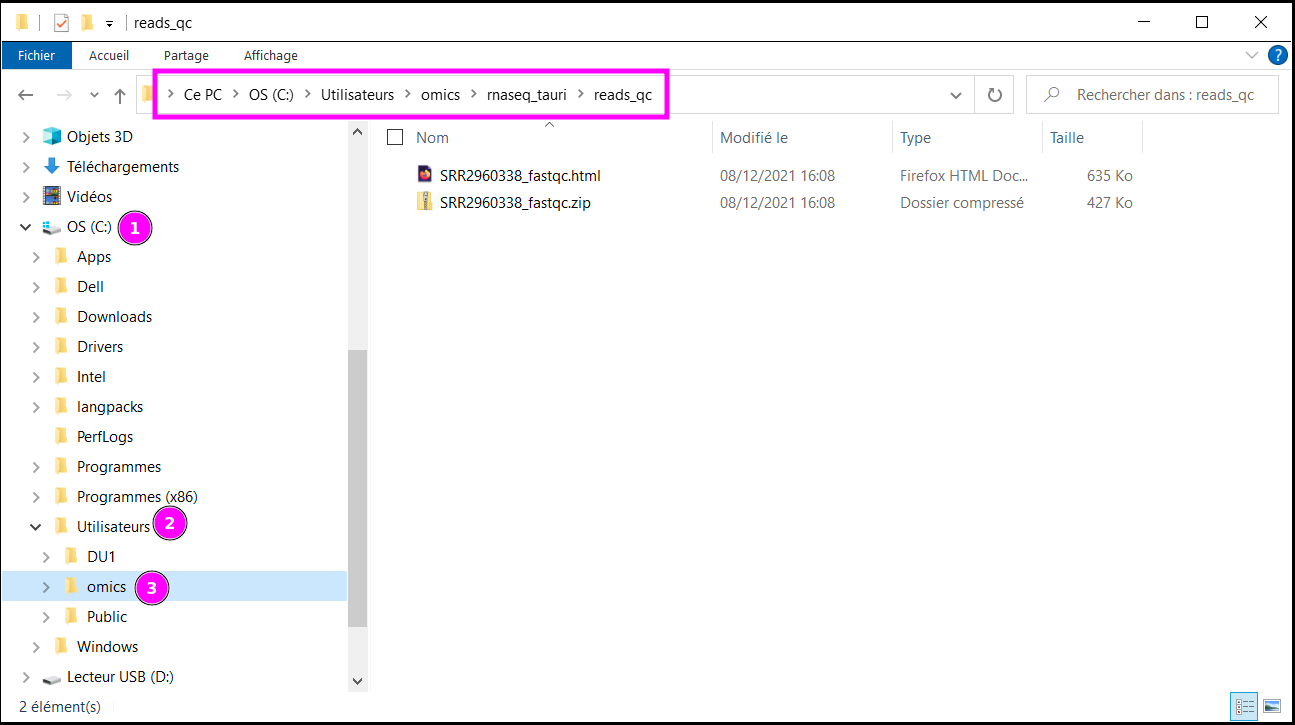 reads_qc
Fichier Accueil Partage Affichage
Ce PC OS (C:) Utilisateurs omics rnaseq_tauri reads_qc
Rechercher dans : reads_qc
Objets 3D
Téléchargements
Vidéos
OS (C:) 1
Apps
Dell
Downloads
Drivers
Intel
langpacks
PerfLogs
Programmes
Programmes (x86)
Utilisateurs 2
DU1
omics 3
Public
Windows
Lecteur USB (D:)
Nom Modifié le Type Taille
SRR2960338_fastqc.html 08/12/2021 16:08 Firefox HTML Doc... 635 Ko
SRR2960338_fastqc.zip 08/12/2021 16:08 Dossier compressé 427 Ko
2 élément(s)